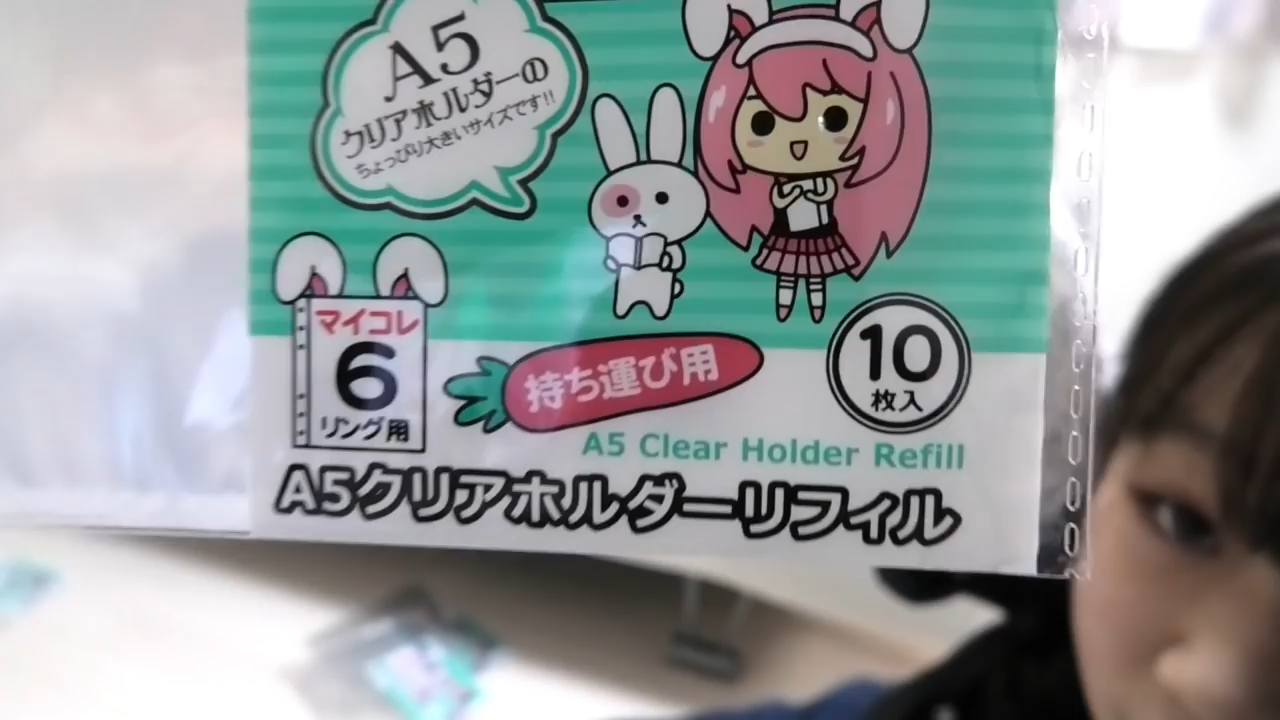 A5
クリアホルダーの
ちょっぴり大きいサイズです!!
マイコレ
6
リング用
持ち運び用
10
枚入
A5 Clear Holder Refill
A5クリアホルダーリフィル